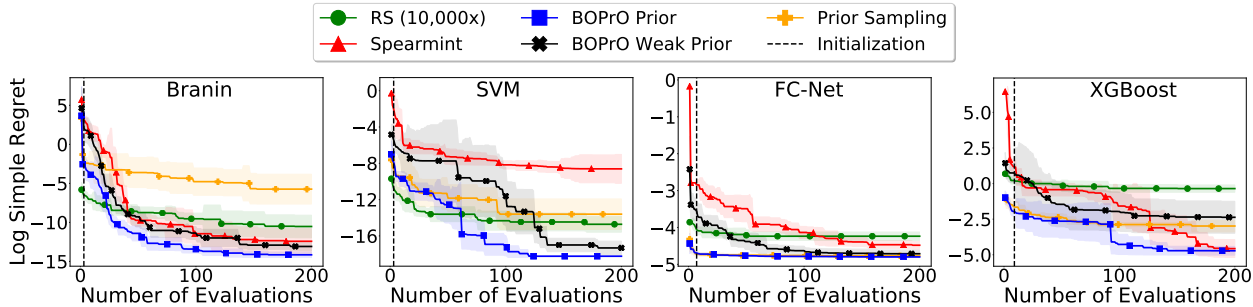 RS (10,000x) BOPrO Prior Prior Sampling
Spearmint BOPrO Weak Prior Initialization
Branin SVM FC-Net XGBoost
Log Simple Regret
5
0
−5
−10
−15
0 100 200
Number of Evaluations
0
−4
−8
−12
−16
0 100 200
Number of Evaluations
0
−1
−2
−3
−4
−5
0 100 200
Number of Evaluations
5.0
2.5
0.0
−2.5
−5.0
0 100 200
Number of Evaluations